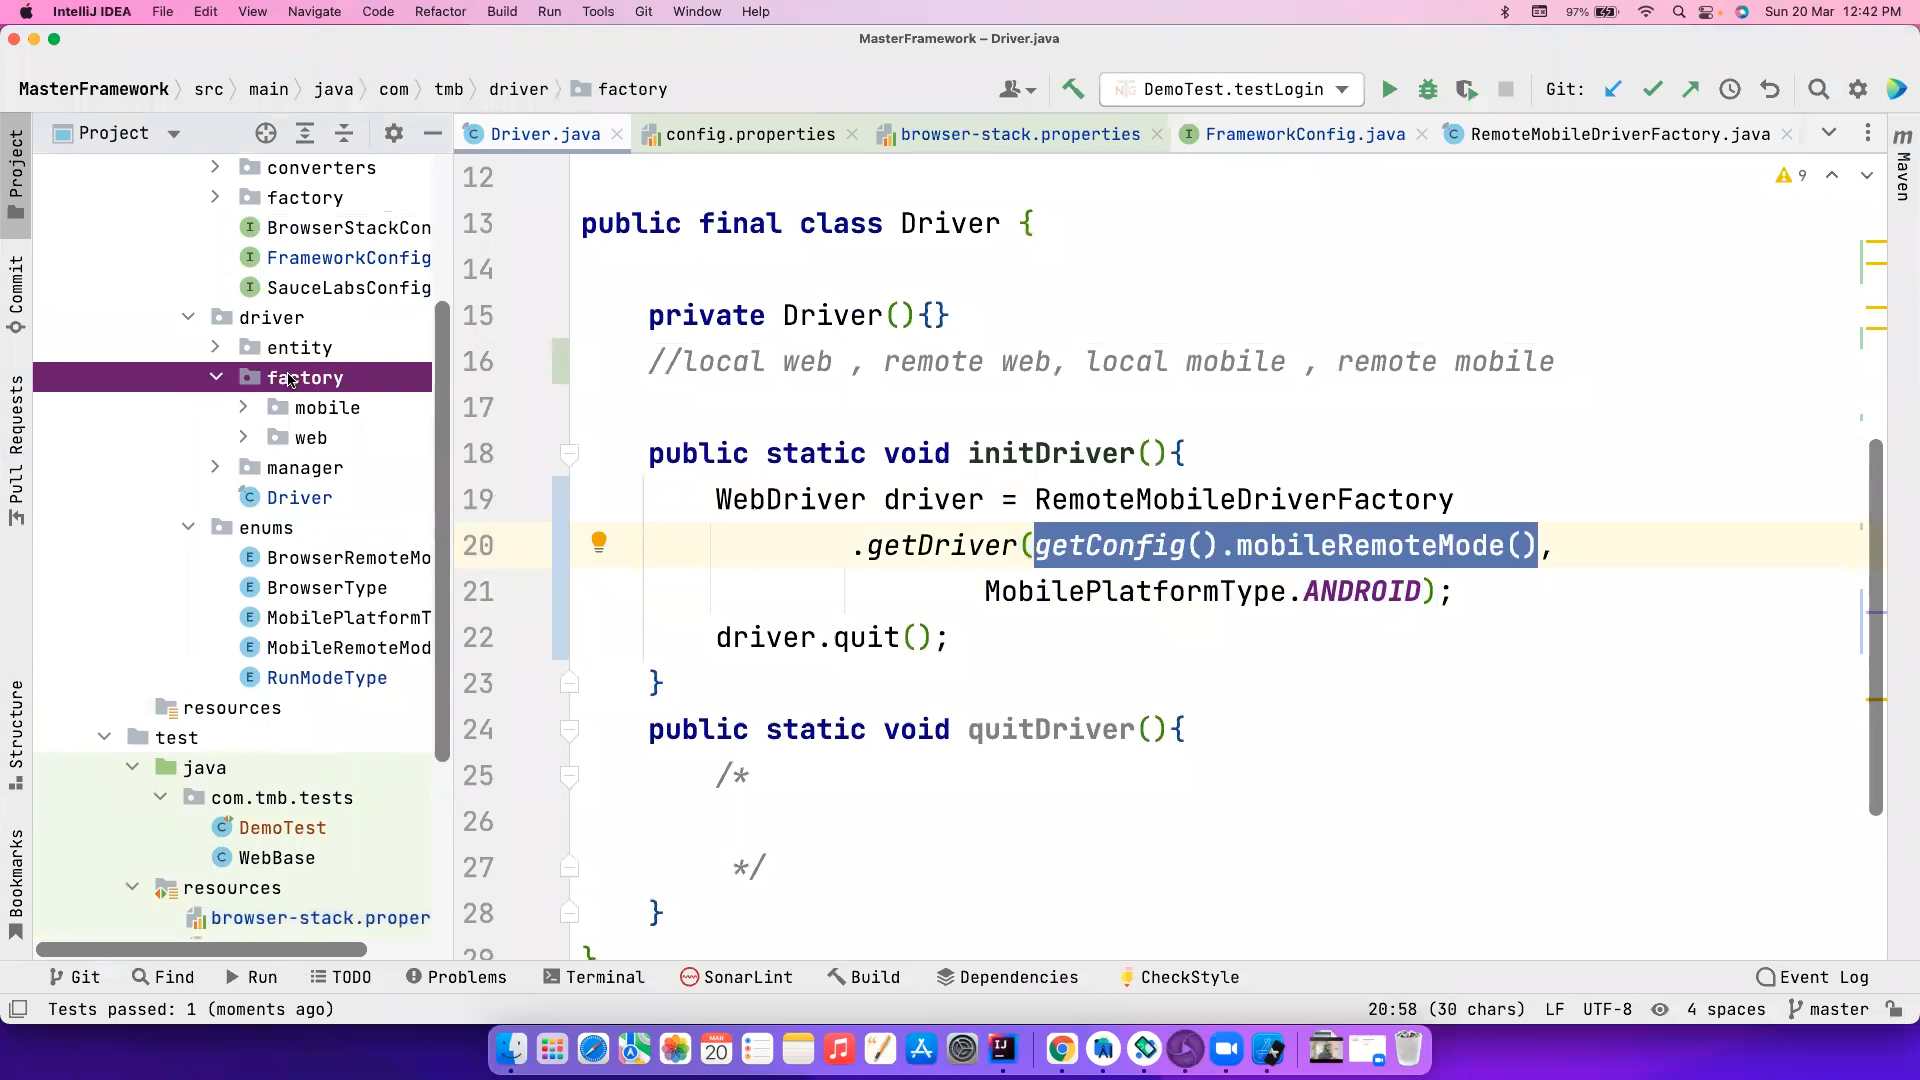 IntelliJ IDEA File Edit View Navigate Code Refactor Build Run Tools Git Window Help 97% Sun 20 Mar 12:42 PM
MasterFramework – Driver.java
MasterFramework src main java com tmb driver factory DemoTest.testLogin Git:
Project Driver.java config.properties browser-stack.properties FrameworkConfig.java RemoteMobileDriverFactory.java
Project
Commit
Pull Requests
Structure
Bookmarks
Maven
converters
factory
BrowserStackCon
FrameworkConfig
SauceLabsConfig
driver
entity
factory
mobile
web
manager
Driver
enums
BrowserRemoteMo
BrowserType
MobilePlatformT
MobileRemoteMod
RunModeType
resources
test
java
com.tmb.tests
DemoTest
WebBase
resources
browser-stack.proper
9
12
13 public final class Driver {
14
15 private Driver(){}
16 //local web , remote web, local mobile , remote mobile
17
18 public static void initDriver(){
19 WebDriver driver = RemoteMobileDriverFactory
20 .getDriver(getConfig().mobileRemoteMode(),
21 MobilePlatformType.ANDROID);
22 driver.quit();
23 }
24 public static void quitDriver(){
25 /*
26
27 */
28 }
29 }
Git Find Run TODO Problems Terminal SonarLint Build Dependencies CheckStyle Event Log
Tests passed: 1 (moments ago) 20:58 (30 chars) LF UTF-8 4 spaces master
MAR
20
IJ